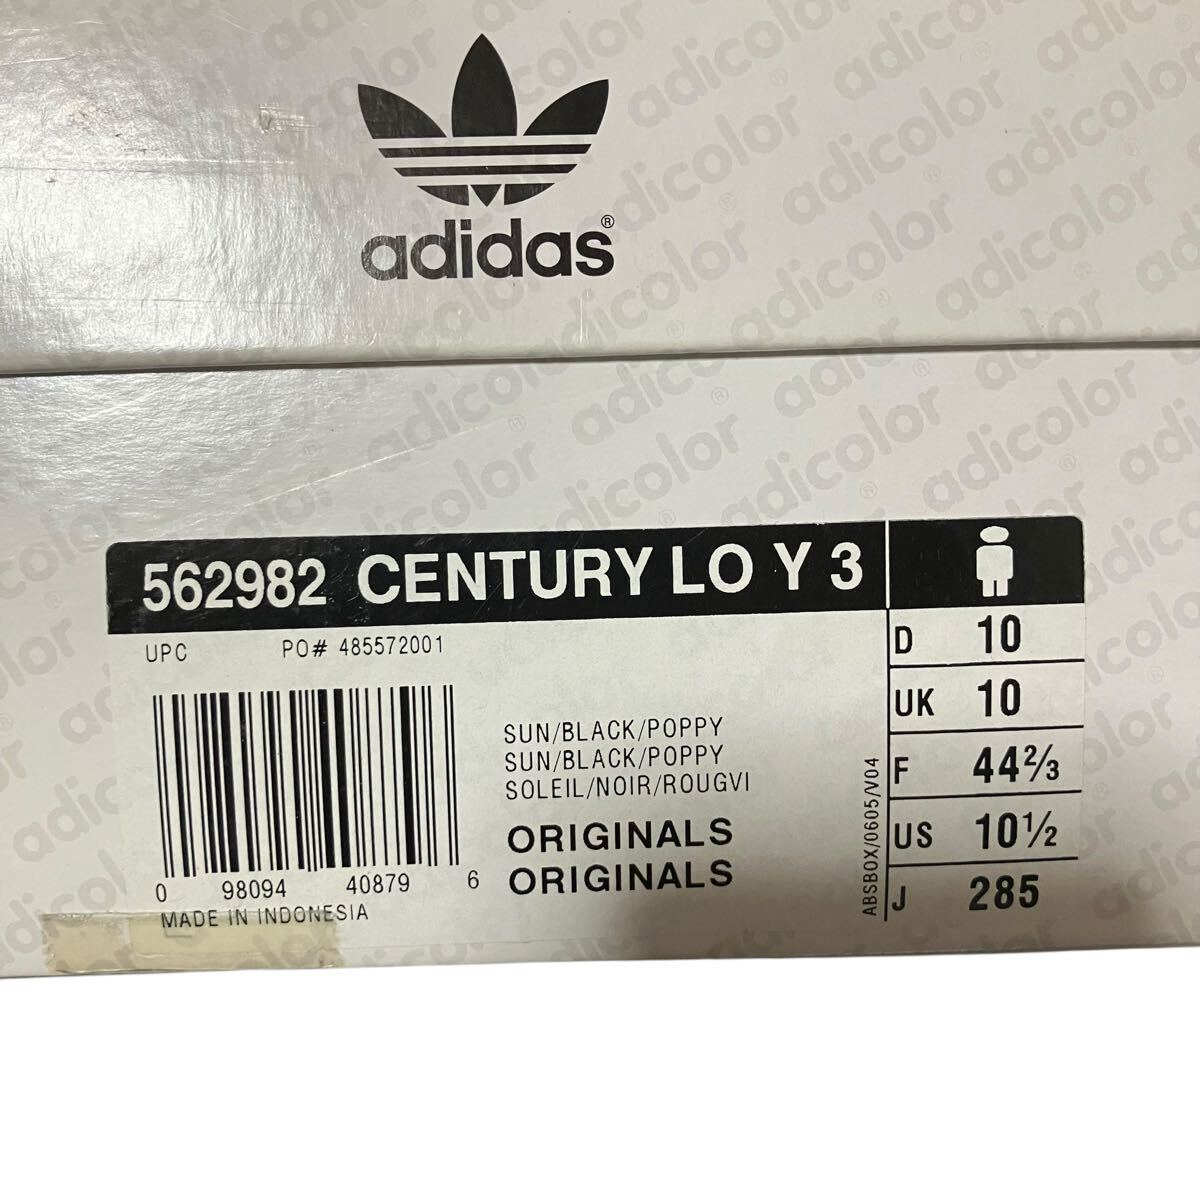 adidas®
562982 CENTURY LO Y 3
UPC PO# 485572001
SUN/BLACK/POPPY
SUN/BLACK/POPPY
SOLEIL/NOIR/ROUGVI
ORIGINALS
ORIGINALS
0 98094 40879 6
MADE IN INDONESIA
ABSBOX/0605/V04
D 10
UK 10
F 44⅔
US 10½
J 285
adicolor®